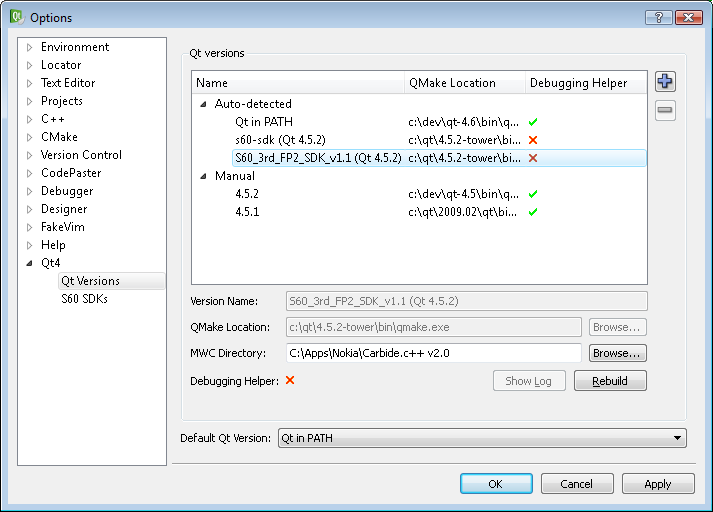 Options
Environment
Locator
Text Editor
Projects
C++
CMake
Version Control
CodePaster
Debugger
Designer
FakeVim
Help
Qt4
Qt Versions
S60 SDKs
Qt versions
Name QMake Location Debugging Helper
Auto-detected
Qt in PATH c:\dev\qt-4.6\bin\q...
s60-sdk (Qt 4.5.2) c:\qt\4.5.2-tower\bi...
S60_3rd_FP2_SDK_v1.1 (Qt 4.5.2) c:\qt\4.5.2-tower\bi...
Manual
4.5.2 c:\dev\qt-4.5\bin\q...
4.5.1 c:\qt\2009.02\qt\bi...
Version Name: S60_3rd_FP2_SDK_v1.1 (Qt 4.5.2)
QMake Location: c:\qt\4.5.2-tower\bin\qmake.exe Browse...
MWC Directory: C:\Apps\Nokia\Carbide.c++ v2.0 Browse...
Debugging Helper: Show Log Rebuild
Default Qt Version: Qt in PATH
OK Cancel Apply